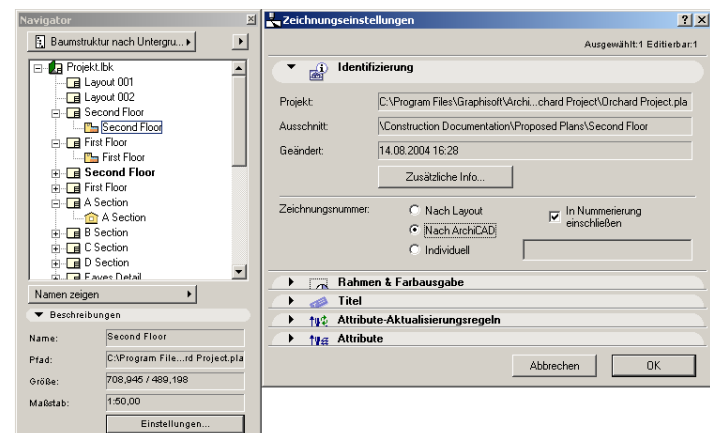 Navigator
Baumstruktur nach Untergru...
Projekt.lbk
Layout 001
Layout 002
Second Floor
Second Floor
First Floor
First Floor
Second Floor
First Floor
A Section
A Section
B Section
C Section
D Section
Eaves Detail
Namen zeigen
Beschreibungen
Name: Second Floor
Pfad: C:\Program File...rd Project.pla
Größe: 708,945 / 489,198
Maßstab: 1:50,00
Einstellungen...
Zeichnungseinstellungen
Ausgewählt:1 Editierbar:1
Identifizierung
Projekt: C:\Program Files\Graphisoft\Archi...chard Project\Orchard Project.pla
Ausschnitt: \Construction Documentation\Proposed Plans\Second Floor
Geändert: 14.08.2004 16:28
Zusätzliche Info...
Zeichnungsnummer: Nach Layout
Nach ArchiCAD
Individuell
In Nummerierung
einschließen
Rahmen & Farbausgabe
Titel
Attribute-Aktualisierungsregeln
Attribute
Abbrechen OK